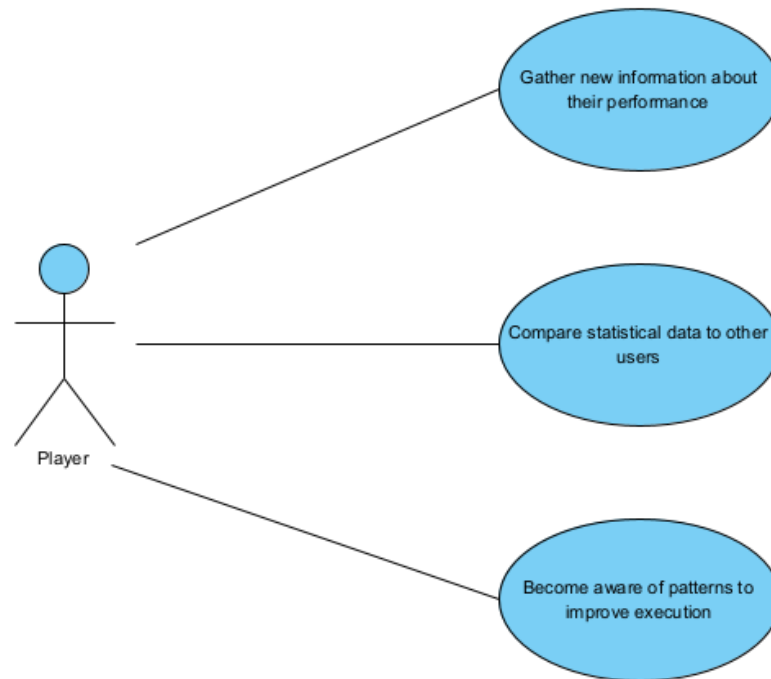 Gather new information about
their performance
Compare statistical data to other
users
Player
Become aware of patterns to
improve execution